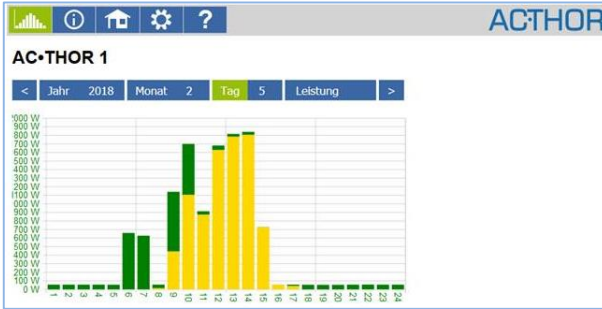 ?
AC•THOR
AC•THOR 1
< Jahr 2018 Monat 2 Tag 5 Leistung >
900 W
800 W
700 W
600 W
500 W
400 W
300 W
200 W
100 W
900 W
800 W
700 W
600 W
500 W
400 W
300 W
200 W
100 W
0 W
1 2 3 4 5 6 7 8 9 10 11 12 13 14 15 16 17 18 19 20 21 22 23 24